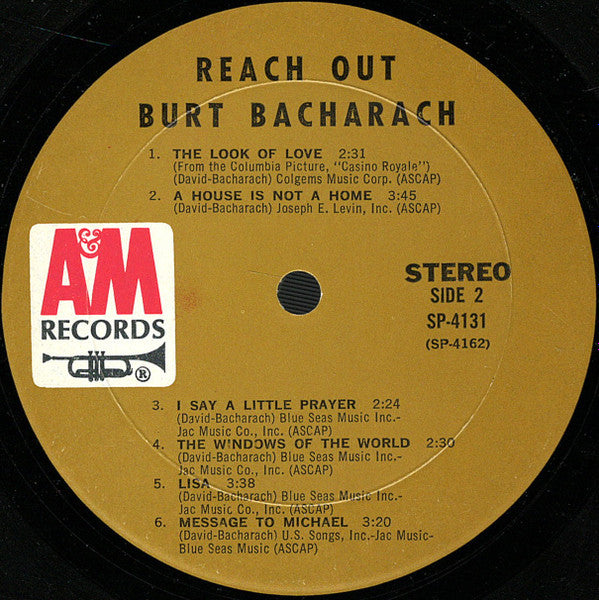 REACH OUT
BURT BACHARACH
1. THE LOOK OF LOVE 2:31
(From the Columbia Picture, "Casino Royale")
(David-Bacharach) Colgems Music Corp. (ASCAP)
2. A HOUSE IS NOT A HOME 3:45
(David-Bacharach) Joseph E. Levin, Inc. (ASCAP)
A&M
RECORDS
®
STEREO
SIDE 2
SP-4131
(SP-4162)
3. I SAY A LITTLE PRAYER 2:24
(David-Bacharach) Blue Seas Music Inc.-
Jac Music Co., Inc. (ASCAP)
4. THE WINDOWS OF THE WORLD 2:30
(David-Bacharach) Blue Seas Music Inc.-
Jac Music Co., Inc. (ASCAP)
5. LISA 3:38
(David-Bacharach) Blue Seas Music Inc.-
Jac Music Co., Inc. (ASCAP)
6. MESSAGE TO MICHAEL 3:20
(David-Bacharach) U.S. Songs, Inc.-Jac Music-
Blue Seas Music (ASCAP)